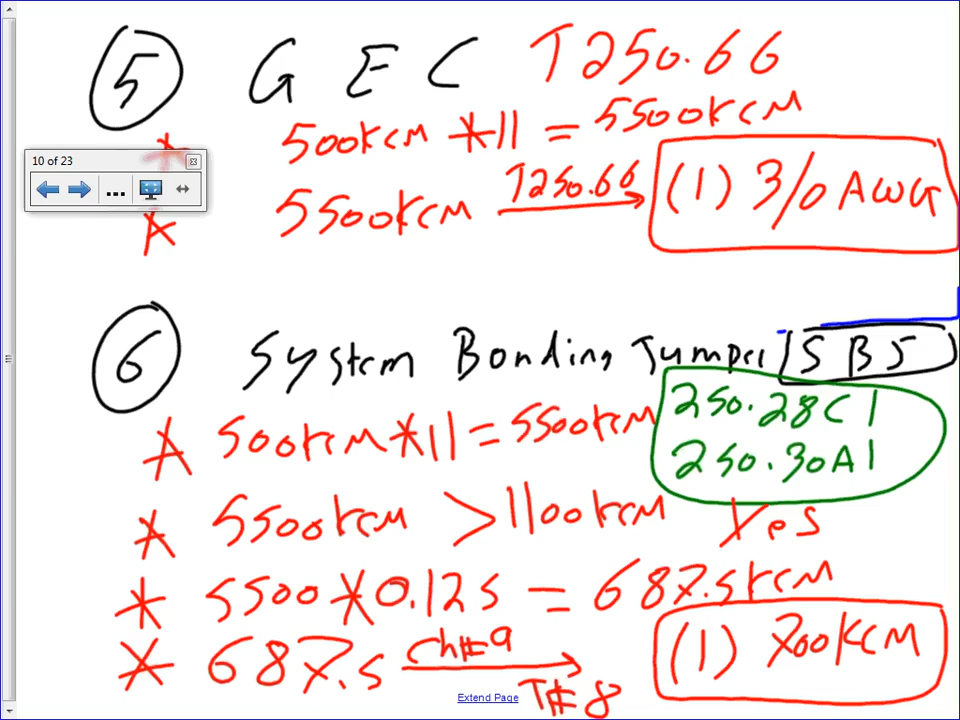 ⑤ G E C T250.66
500KCM * 11 = 5500KCM
10 of 23
* 5500KCM T250.66 → (1) 3/0 AWG
⑥ System Bonding Jumper SBJ
250.28C1
* 500KCM * 11 = 5500KCM
250.30A1
* 5500KCM > 1100KCM Yes
* 5500 * 0.125 = 687.5KCM
* 687.5 CH#9 → T#8 (1) 700KCM
Extend Page